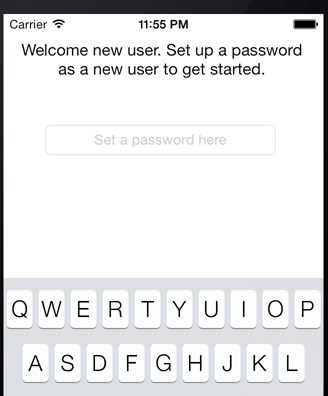 Carrier 11:55 PM
Welcome new user. Set up a password
as a new user to get started.
Set a password here
Q W E R T Y U I O P
A S D F G H J K L